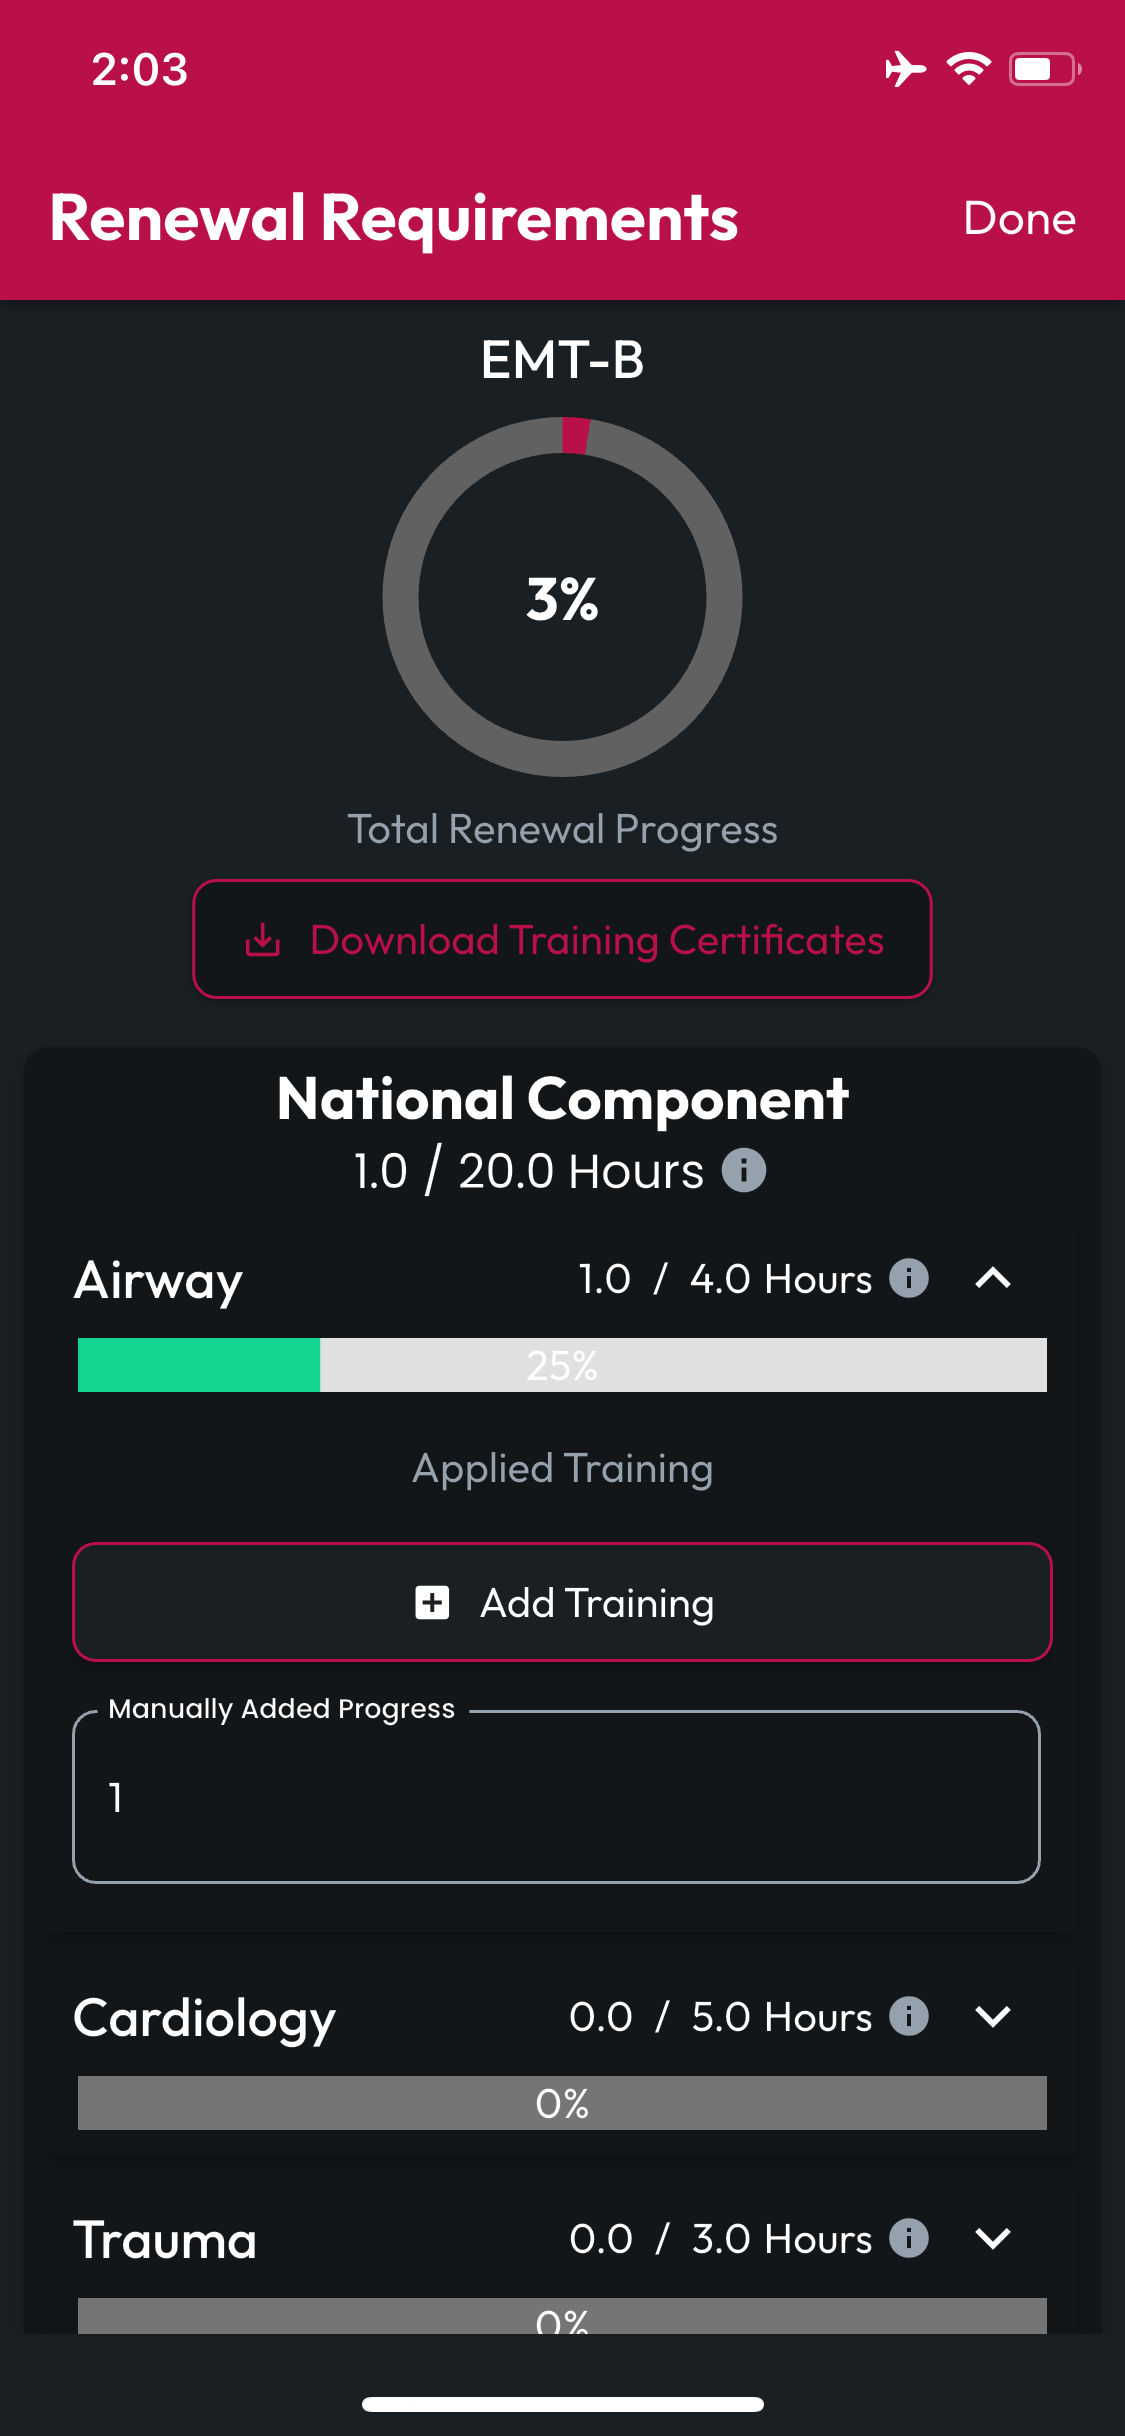 2:03
Renewal Requirements
Done
EMT-B
3%
Total Renewal Progress
Download Training Certificates
National Component
1.0 / 20.0 Hours
Airway 1.0 / 4.0 Hours
25%
Applied Training
Add Training
Manually Added Progress
1
Cardiology 0.0 / 5.0 Hours
0%
Trauma 0.0 / 3.0 Hours
0%